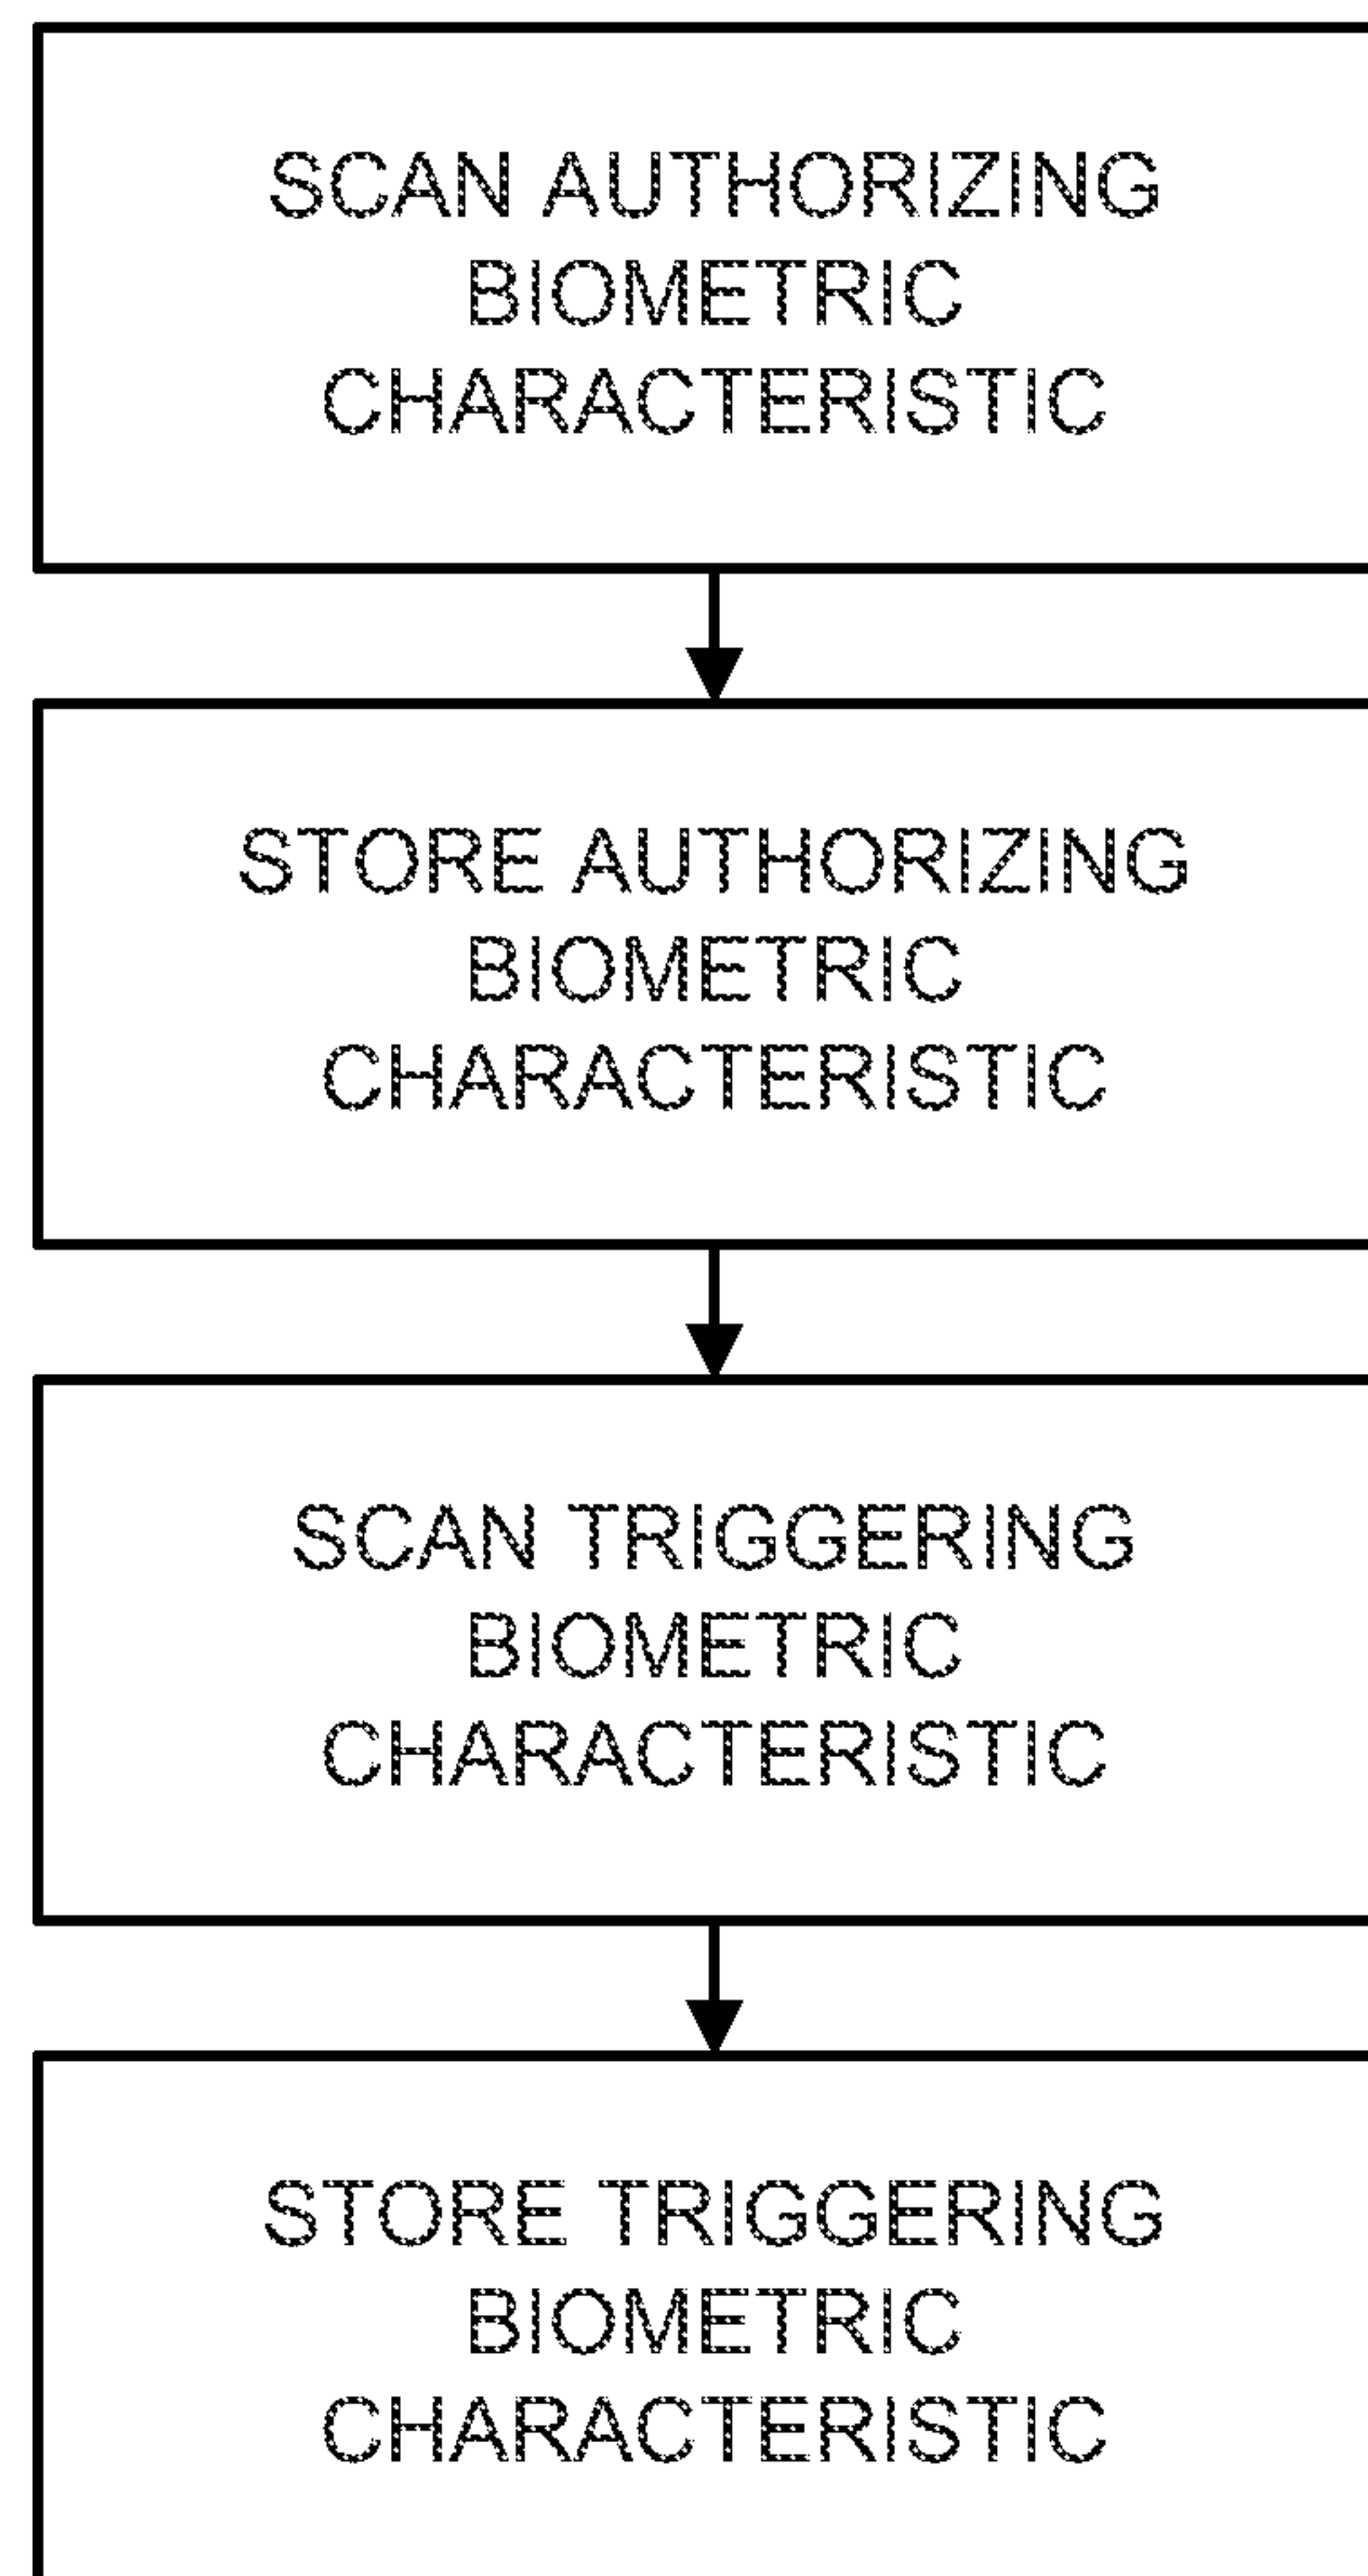 SCAN AUTHORIZING
BIOMETRIC
CHARACTERISTIC
STORE AUTHORIZING
BIOMETRIC
CHARACTERISTIC
SCAN TRIGGERING
BIOMETRIC
CHARACTERISTIC
STORE TRIGGERING
BIOMETRIC
CHARACTERISTIC